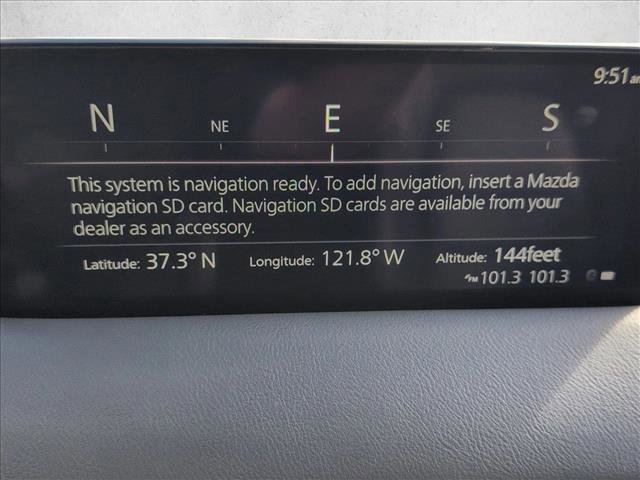 9:51am
N NE E SE S
This system is navigation ready. To add navigation, insert a Mazda
navigation SD card. Navigation SD cards are available from your
dealer as an accessory.
Latitude: 37.3° N Longitude: 121.8° W Altitude: 144feet
FM 101.3 101.3